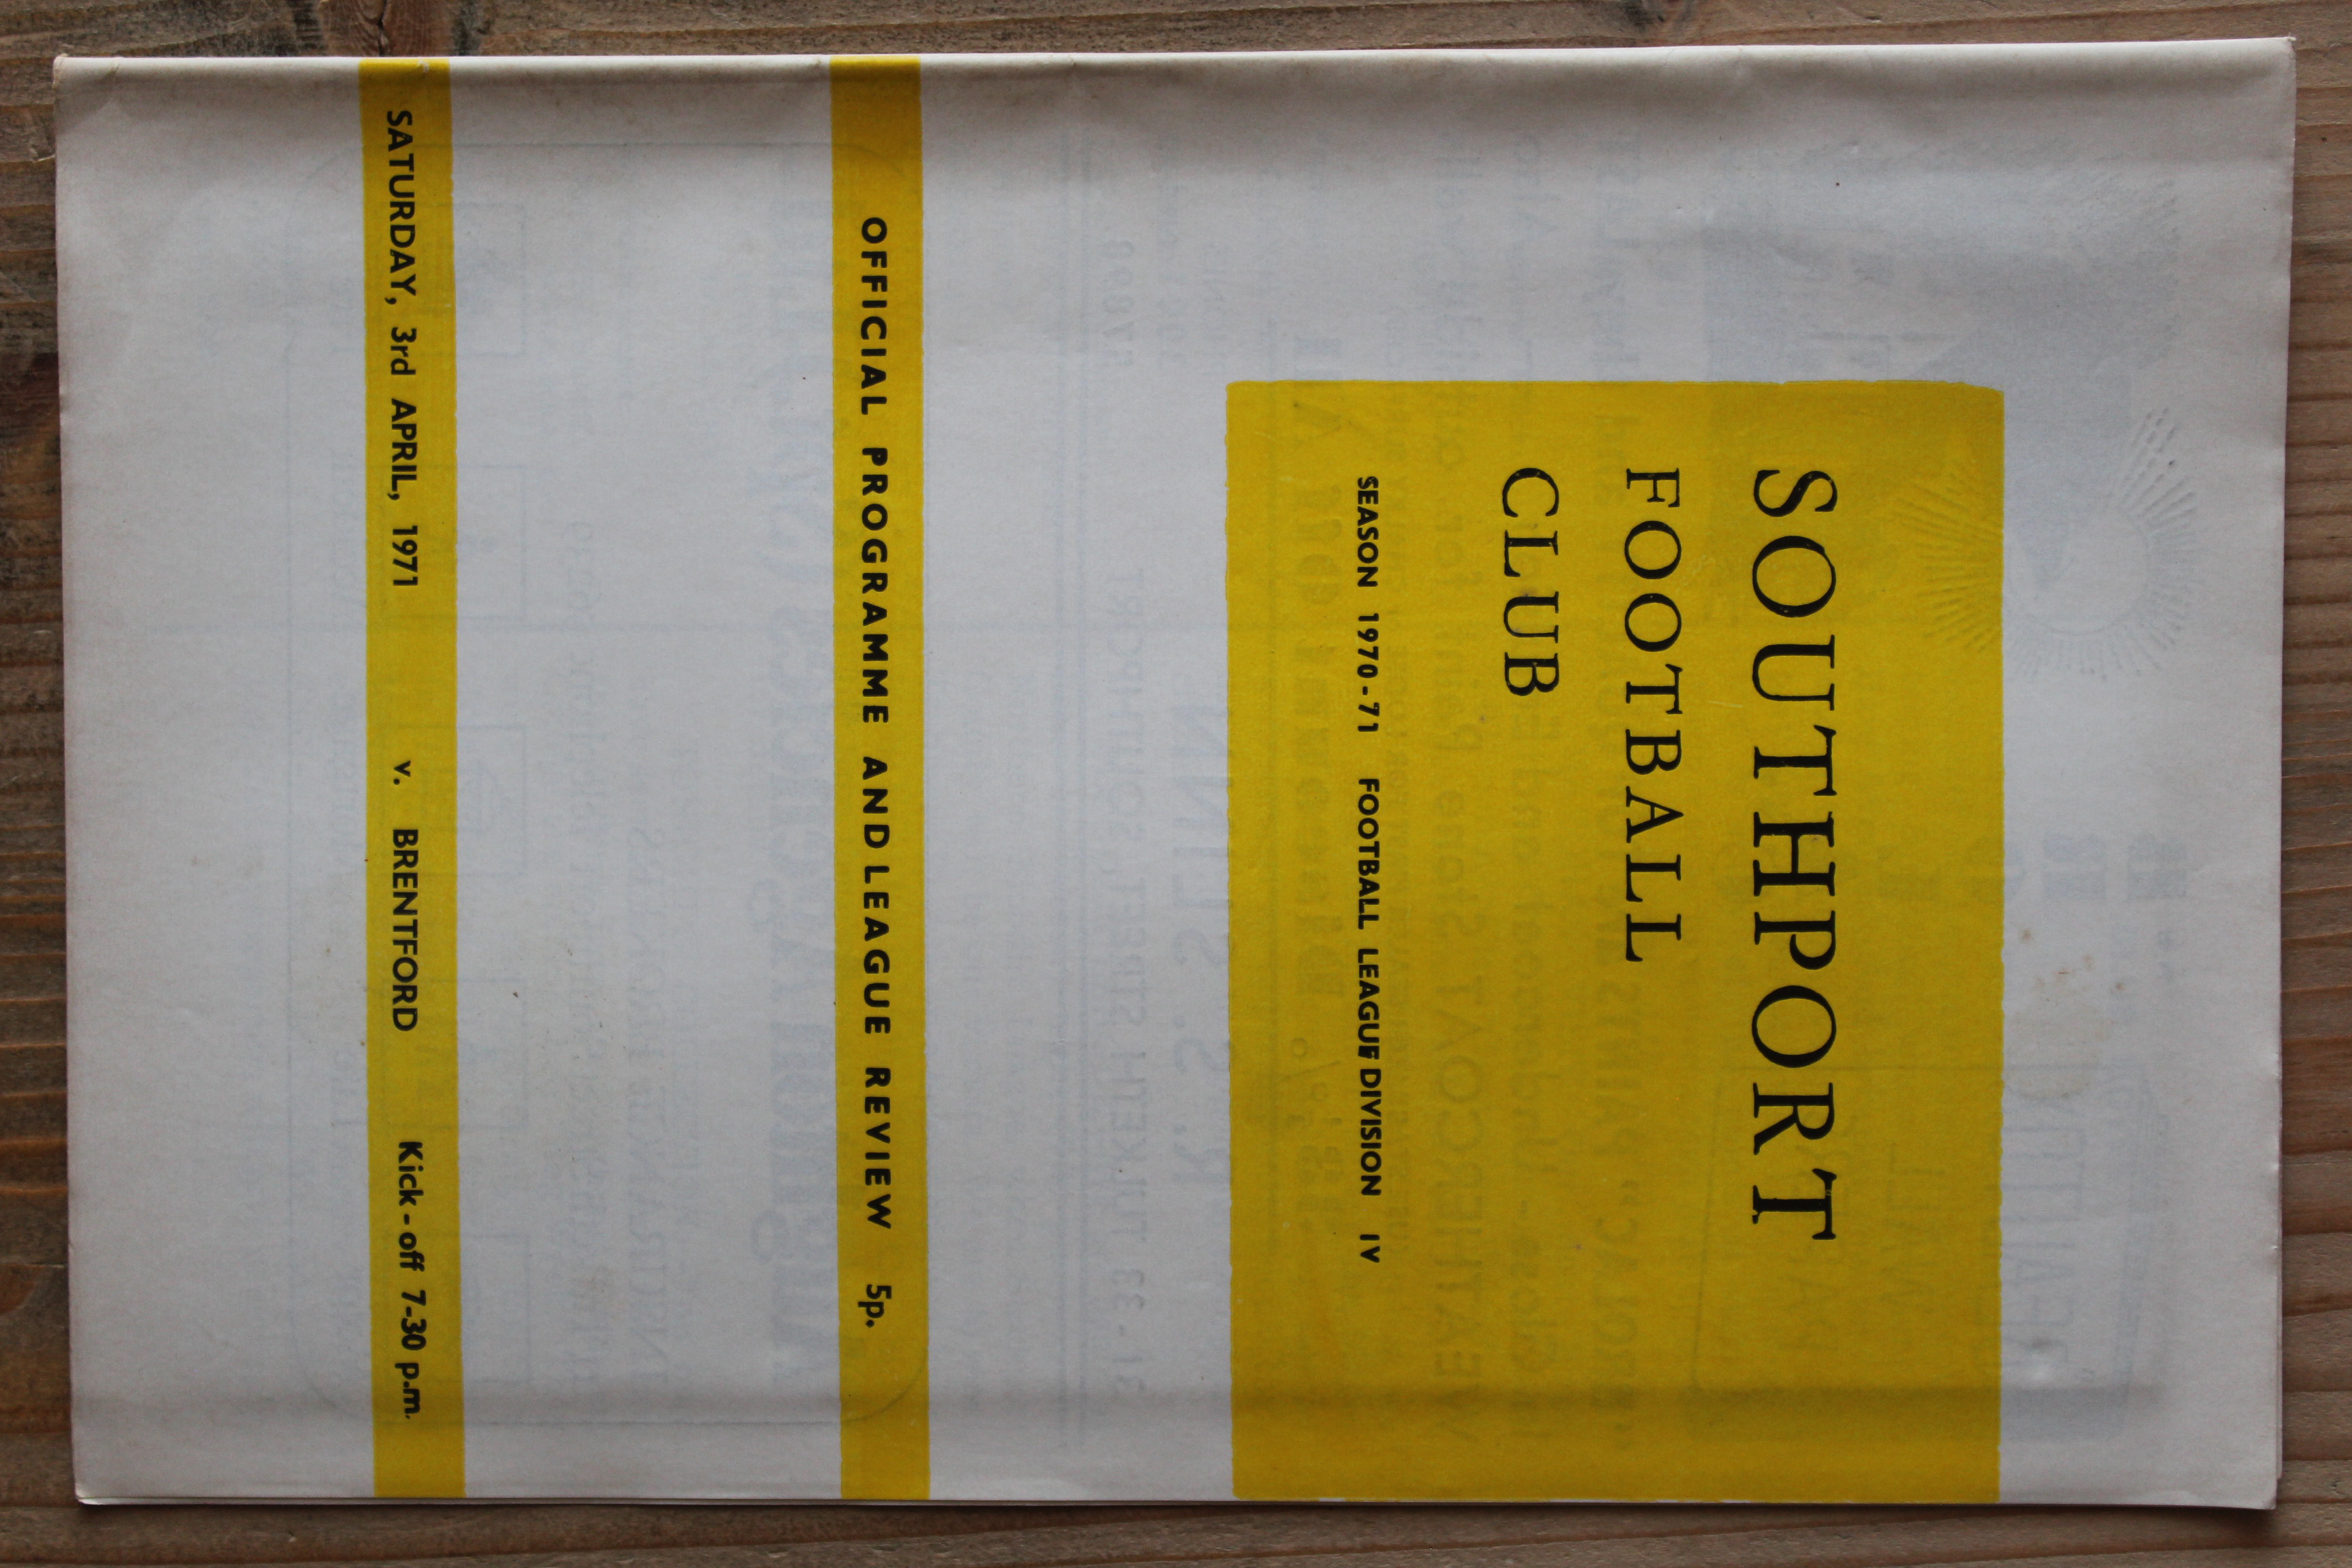 SOUTHPORT
FOOTBALL
CLUB
SEASON 1970-71 FOOTBALL LEAGUE DIVISION IV
OFFICIAL PROGRAMME AND LEAGUE REVIEW 5p.
SATURDAY, 3rd APRIL, 1971 v. BRENTFORD Kick-off 7-30 p.m.